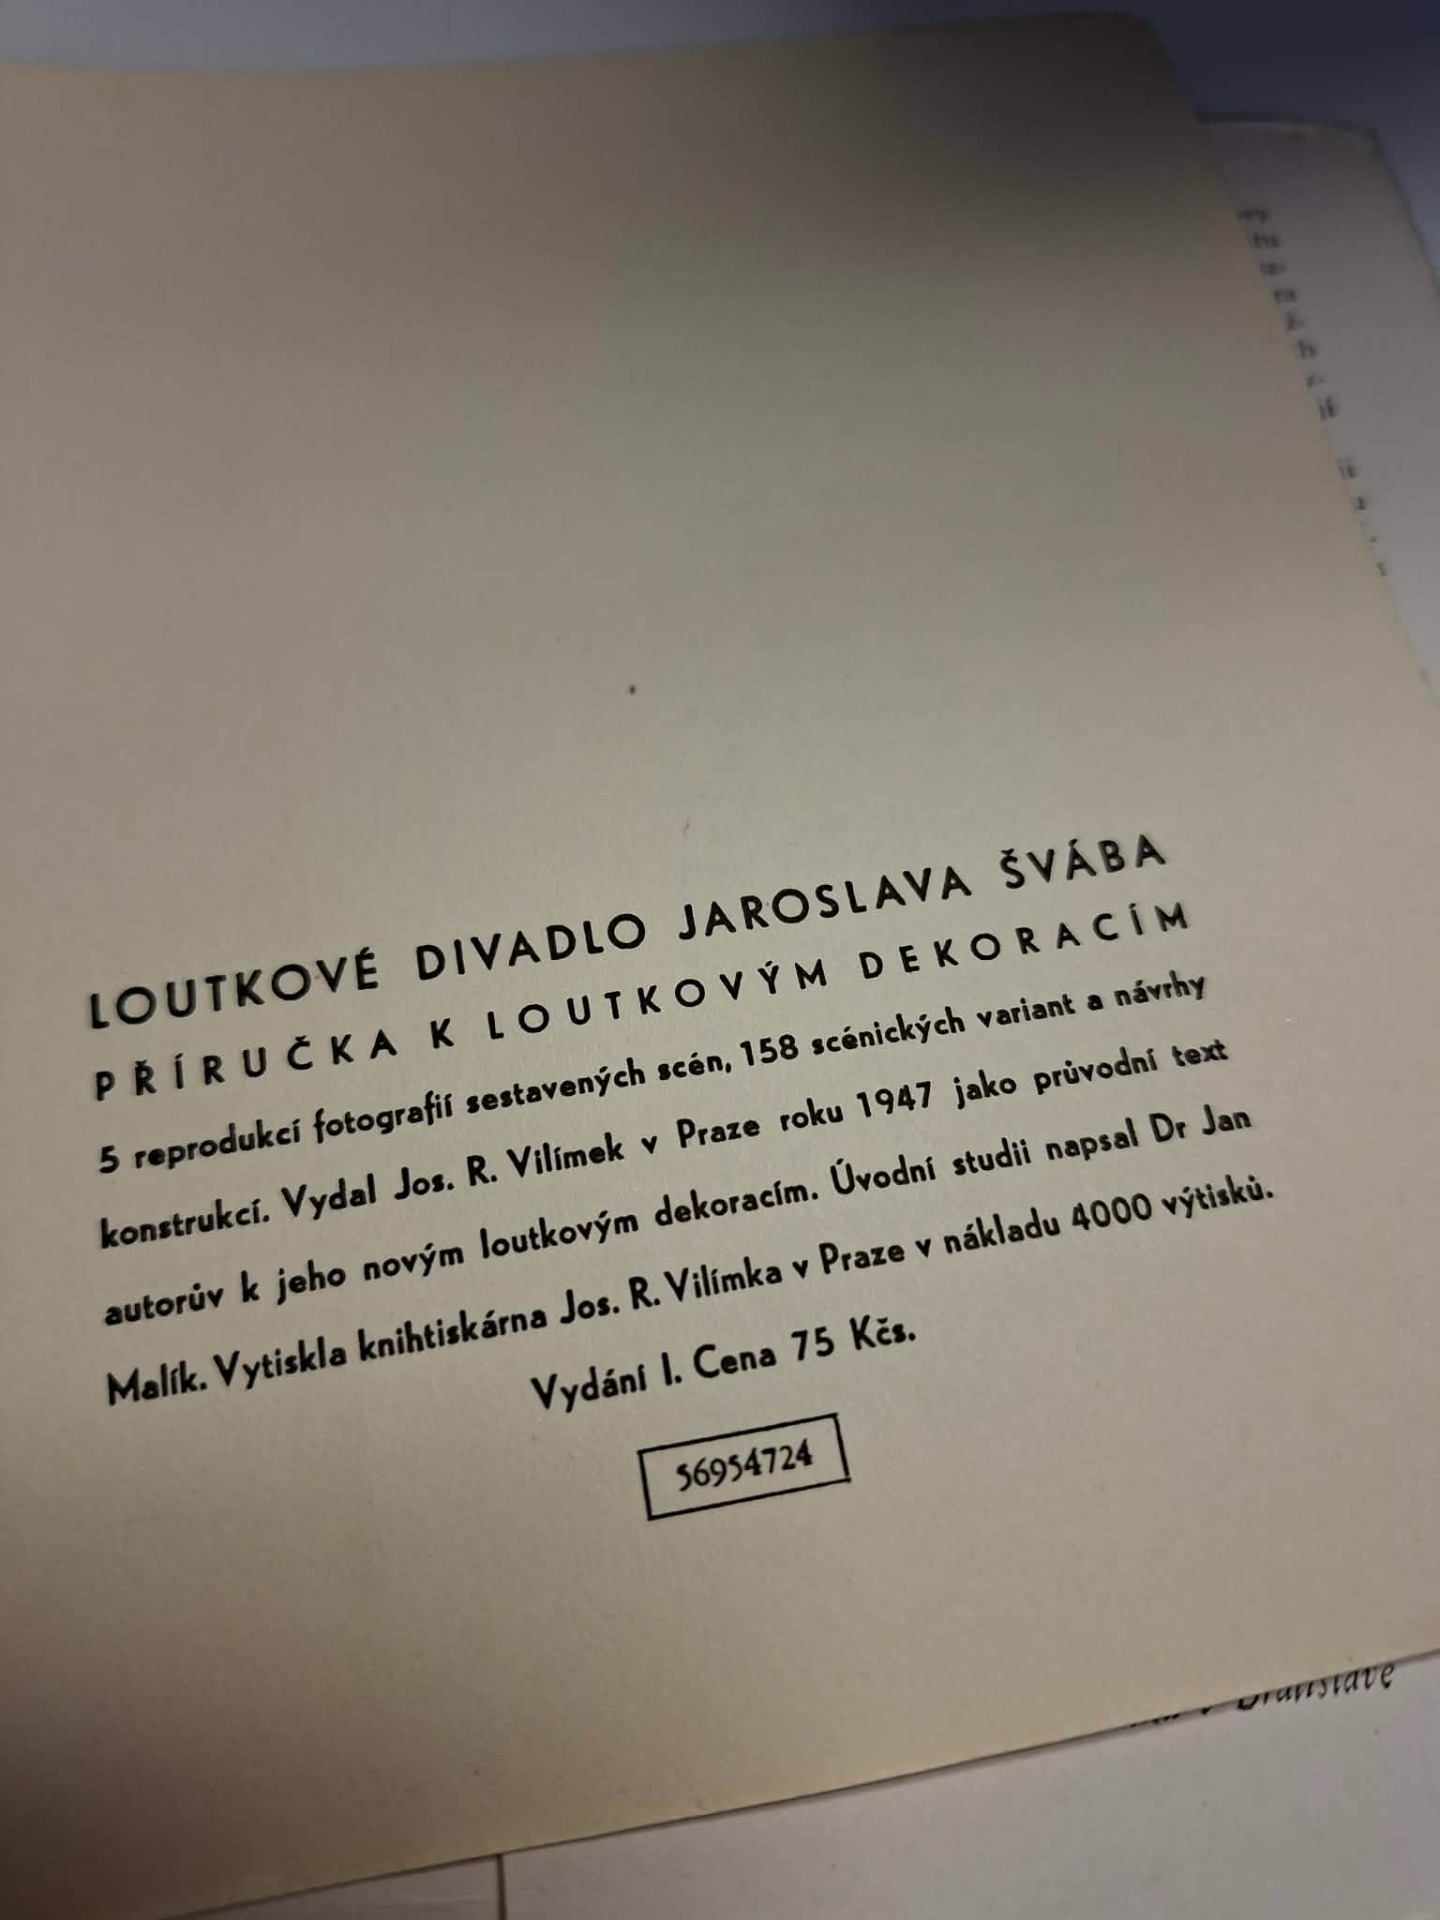 LOUTKOVÉ DIVADLO JAROSLAVA ŠVÁBA
PŘÍRUČKA K LOUTKOVÝM DEKORACÍM
5 reprodukcí fotografií sestavených scén, 158 scénických variant a návrhy
konstrukcí. Vydal Jos. R. Vilímek v Praze roku 1947 jako průvodní text
autorův k jeho novým loutkovým dekoracím. Úvodní studii napsal Dr Jan
Malík. Vytiskla knihtiskárna Jos. R. Vilímka v Praze v nákladu 4000 výtisků.
Vydání I. Cena 75 Kčs.
56954724
v Bratislavě